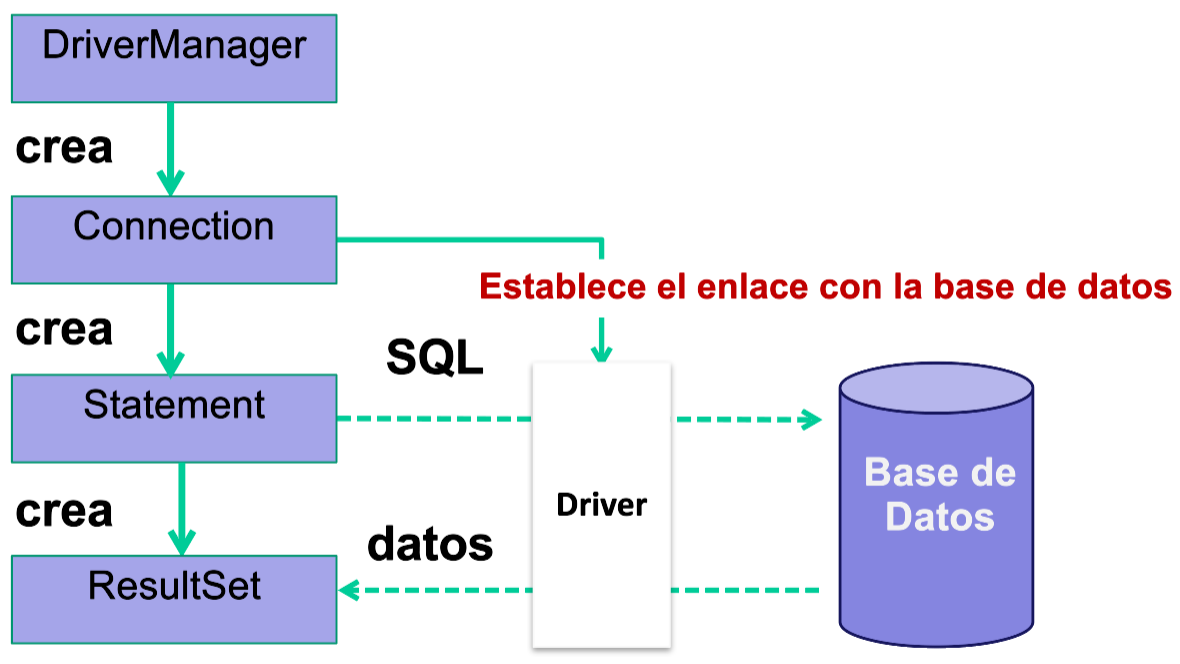 DriverManager
crea
Connection
Establece el enlace con la base de datos
crea
SQL
Statement
Base de
Datos
Driver
crea
datos
ResultSet